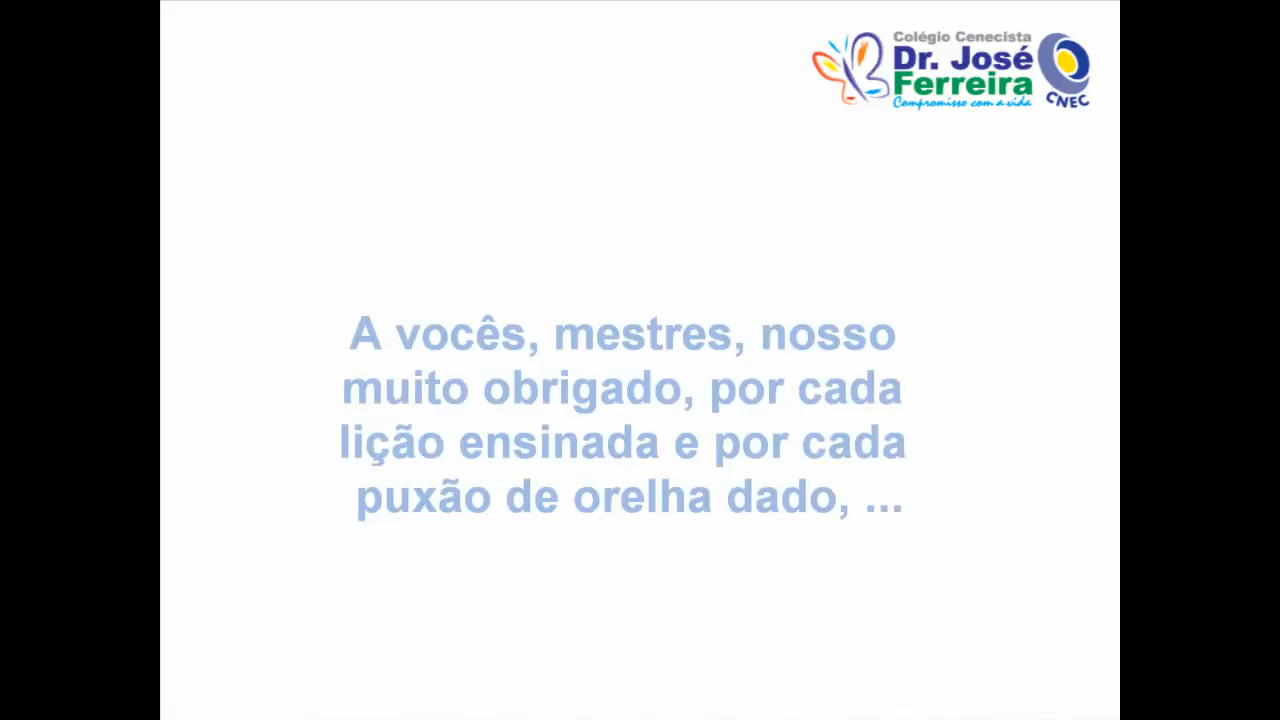 Colégio Cenecista
Dr. José
Ferreira
Compromisso com a vida
CNEC
A vocês, mestres, nosso
muito obrigado, por cada
lição ensinada e por cada
puxão de orelha dado, ...